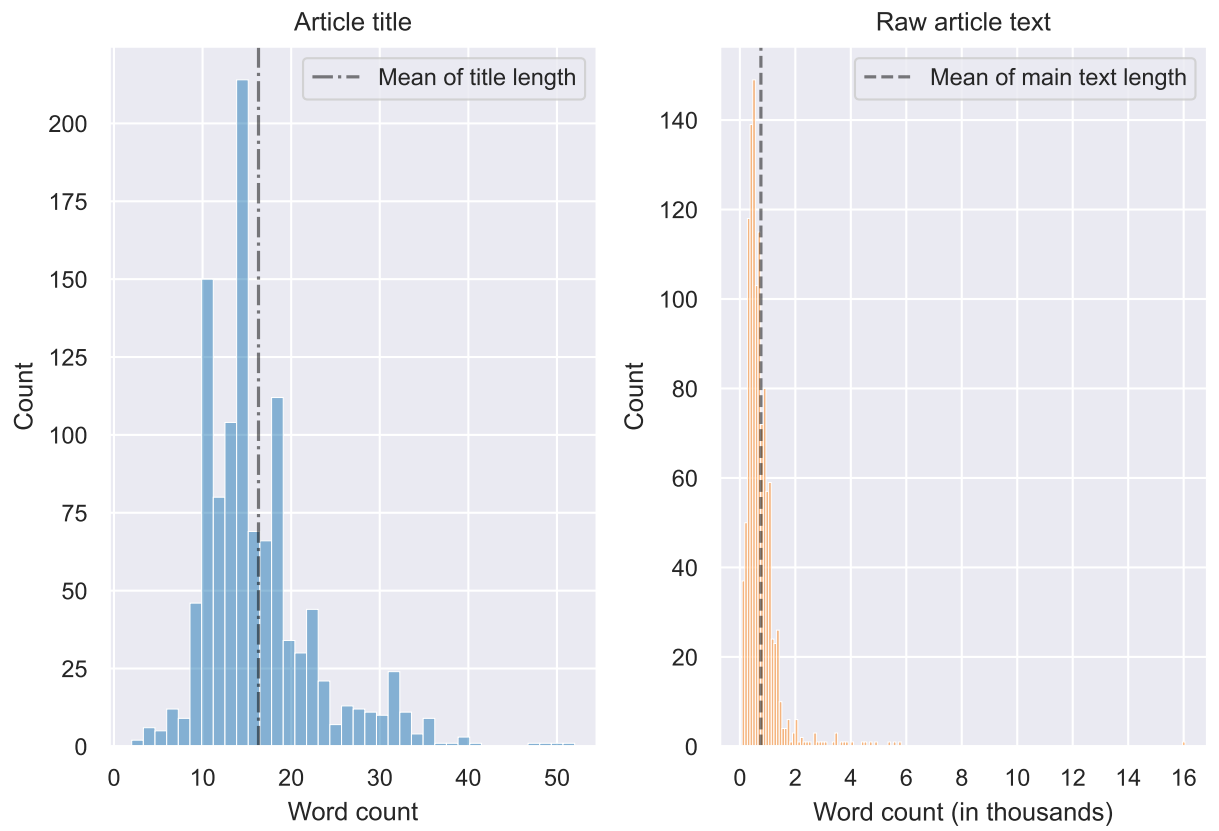 Article title
Mean of title length
200
175
150
125
100
75
50
25
0
Count
0 10 20 30 40 50
Word count
Raw article text
Mean of main text length
140
120
100
80
60
40
20
0
Count
0 2 4 6 8 10 12 14 16
Word count (in thousands)